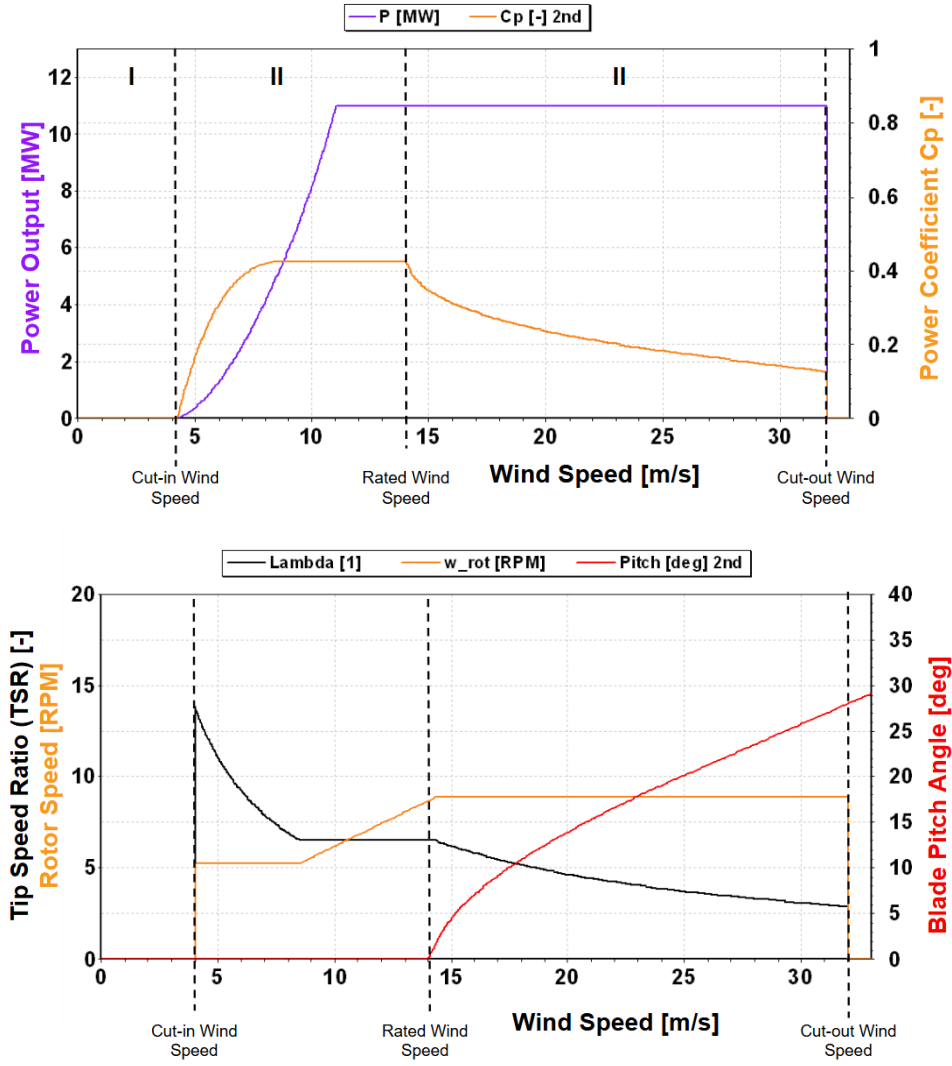 P [MW] Cp [-] 2nd
I II II
Power Output [MW]
0 2 4 6 8 10 12
Power Coefficient Cp [-]
0 0.2 0.4 0.6 0.8 1
0 5 10 15 20 25 30
Wind Speed [m/s]
Cut-in Wind
Speed
Rated Wind
Speed
Cut-out Wind
Speed
Lambda [1] w_rot [RPM] Pitch [deg] 2nd
Tip Speed Ratio (TSR) [-]
Rotor Speed [RPM]
0 5 10 15 20
Blade Pitch Angle [deg]
0 5 10 15 20 25 30 35 40
0 5 10 15 20 25 30
Wind Speed [m/s]
Cut-in Wind
Speed
Rated Wind
Speed
Cut-out Wind
Speed